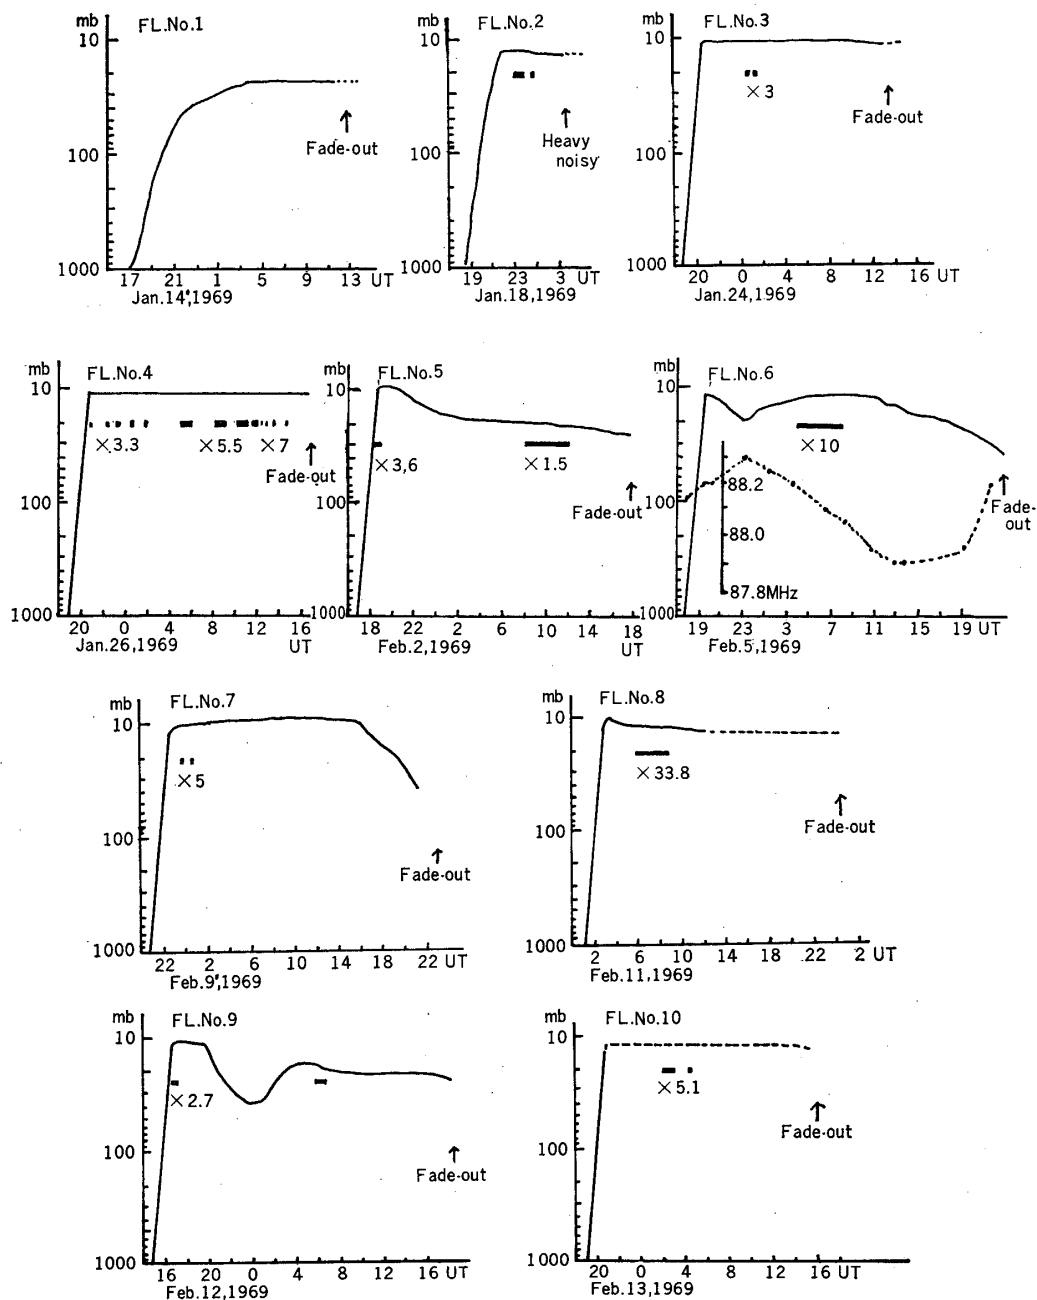 mb FL.No.1
10
100
1000
Fade-out
17 21 1 5 9 13 UT
Jan.14,1969
mb FL.No.2
10
100
1000
Heavy
noisy
19 23 3 UT
Jan.18,1969
mb FL.No.3
10
×3
100
1000
Fade-out
20 0 4 8 12 16 UT
Jan.24,1969
mb FL.No.4
10
×3.3 ×5.5 ×7
Fade-out
100
1000
20 0 4 8 12 16
Jan.26,1969 UT
mb FL.No.5
10
×3,6 ×1.5
100
Fade-out
1000
18 22 2 6 10 14 18
Feb.2,1969 UT
mb FL.No.6
10
×10
88.2
100
Fade-
out
88.0
87.8MHz
1000
19 23 3 7 11 15 19 UT
Feb.5,1969
mb FL.No.7
10
×5
100
Fade-out
1000
22 2 6 10 14 18 22 UT
Feb.9,1969
mb FL.No.8
10
×33.8
100
Fade-out
1000
2 6 10 14 18 22 2 UT
Feb.11,1969
mb FL.No.9
10
×2.7
100
Fade-out
1000
16 20 0 4 8 12 16 UT
Feb.12,1969
mb FL.No.10
10
×5.1
100
Fade-out
1000
20 0 4 8 12 16 UT
Feb.13,1969